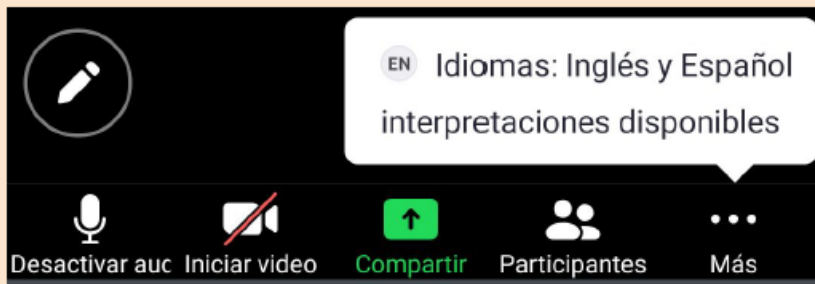 EN Idiomas: Inglés y Español
interpretaciones disponibles
Desactivar auc Iniciar video Compartir Participantes Más